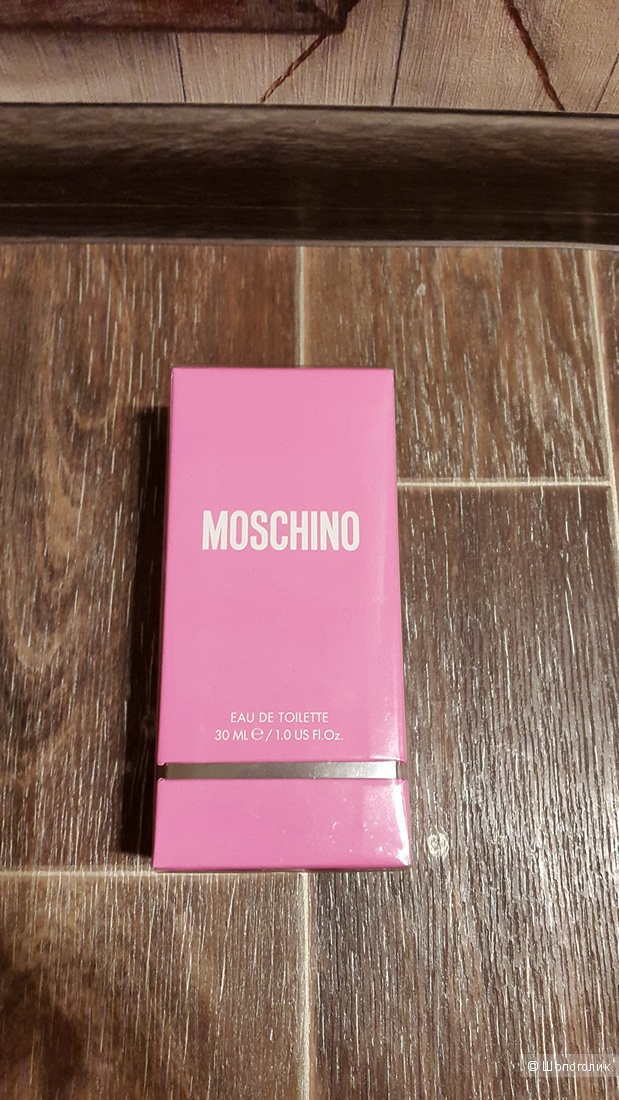 MOSCHINO
EAU DE TOILETTE
30 ML ℮ / 1.0 US Fl.Oz.
© Шопоголик